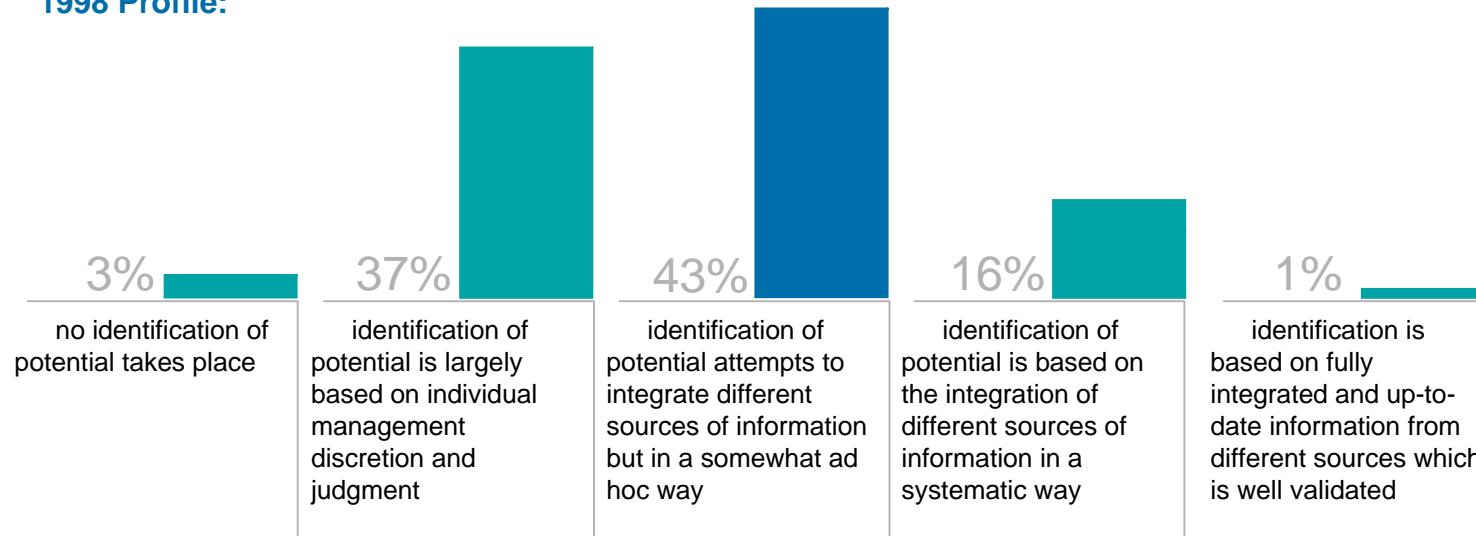 1998 Profile:
3%
37%
43%
16%
1%
no identification of
potential takes place
identification of
potential is largely
based on individual
management
discretion and
judgment
identification of
potential attempts to
integrate different
sources of information
but in a somewhat ad
hoc way
identification of
potential is based on
the integration of
different sources of
information in a
systematic way
identification is
based on fully
integrated and up-to-
date information from
different sources which
is well validated